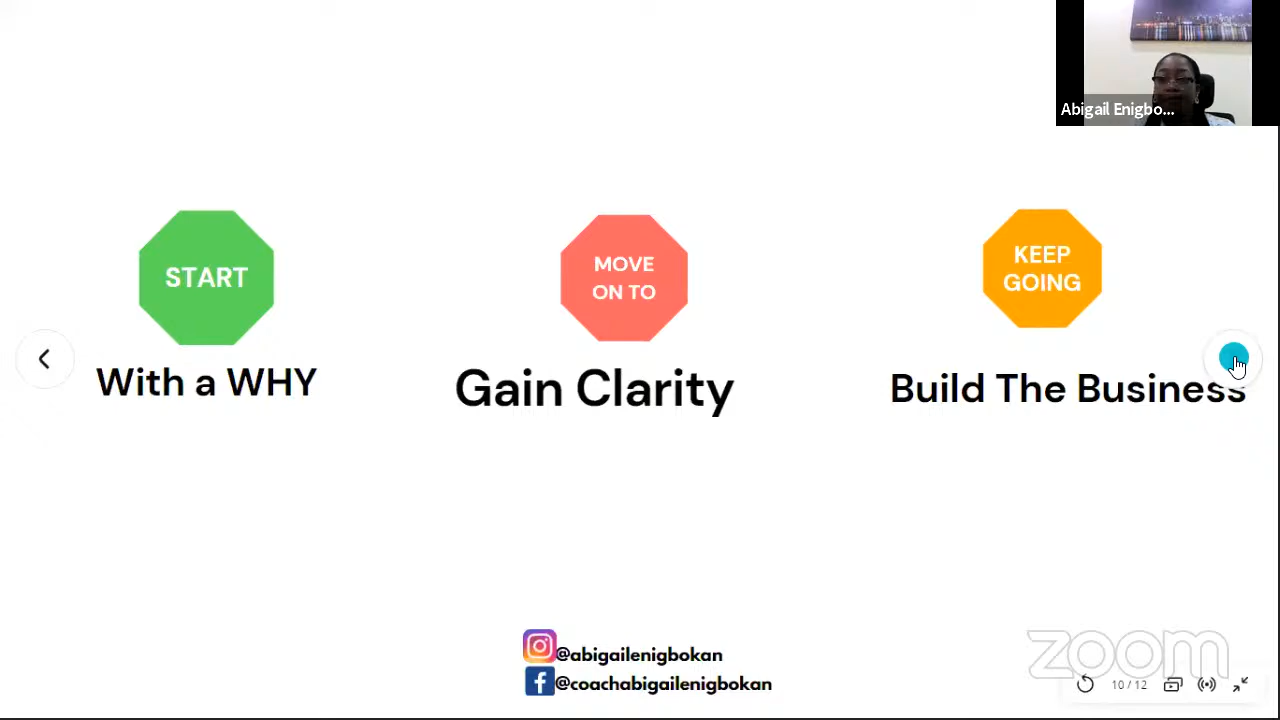 Abigail Enigbo...
START
With a WHY
MOVE
ON TO
Gain Clarity
KEEP
GOING
Build The Business
@abigailenigbokan
@coachabigailenigbokan
zoom
10 / 12